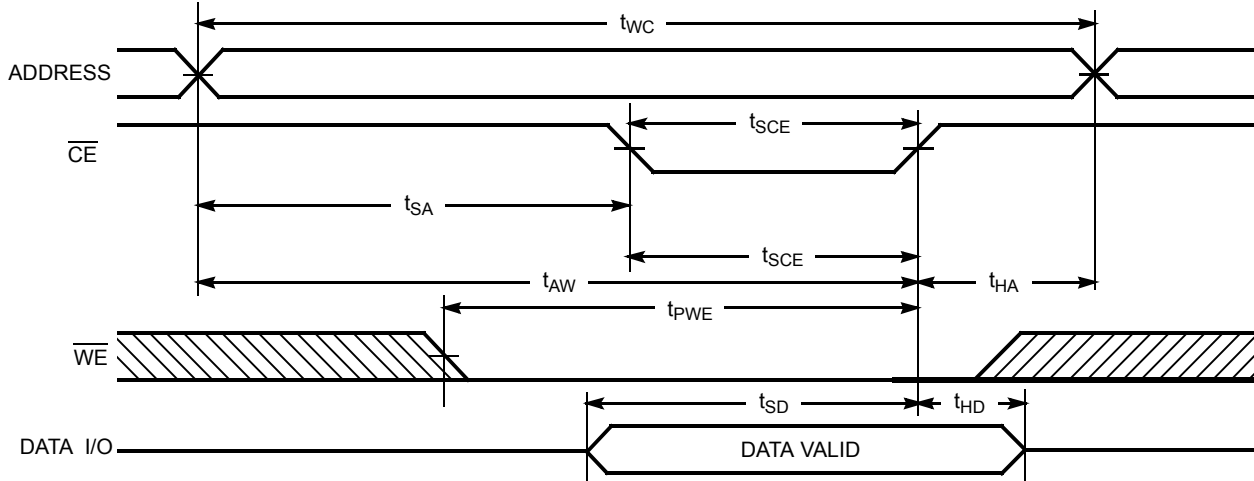 tWC
ADDRESS
tSCE
CE
tSA
tSCE
tAW
tHA
tPWE
WE
tSD
tHD
DATA I/O
DATA VALID